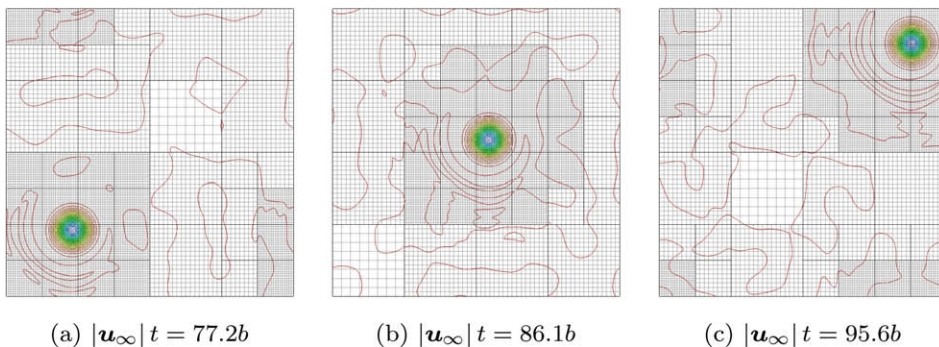 (a) |u∞| t = 77.2b
(b) |u∞| t = 86.1b
(c) |u∞| t = 95.6b